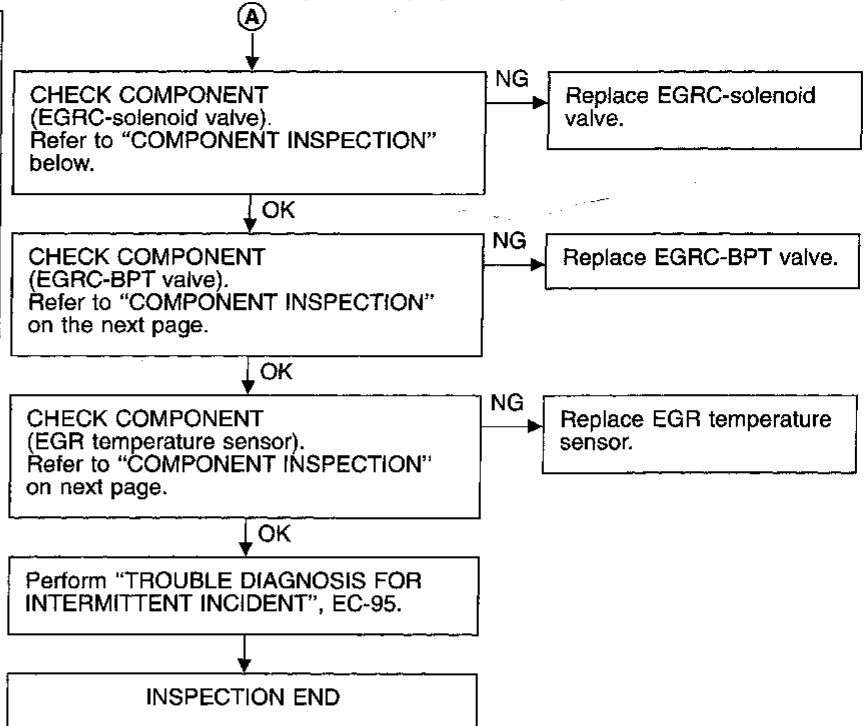 A
CHECK COMPONENT
(EGRC-solenoid valve).
Refer to "COMPONENT INSPECTION"
below.
NG
Replace EGRC-solenoid
valve.
OK
CHECK COMPONENT
(EGRC-BPT valve).
Refer to "COMPONENT INSPECTION"
on the next page.
NG
Replace EGRC-BPT valve.
OK
CHECK COMPONENT
(EGR temperature sensor).
Refer to "COMPONENT INSPECTION"
on next page.
NG
Replace EGR temperature
sensor.
OK
Perform "TROUBLE DIAGNOSIS FOR
INTERMITTENT INCIDENT", EC-95.
INSPECTION END